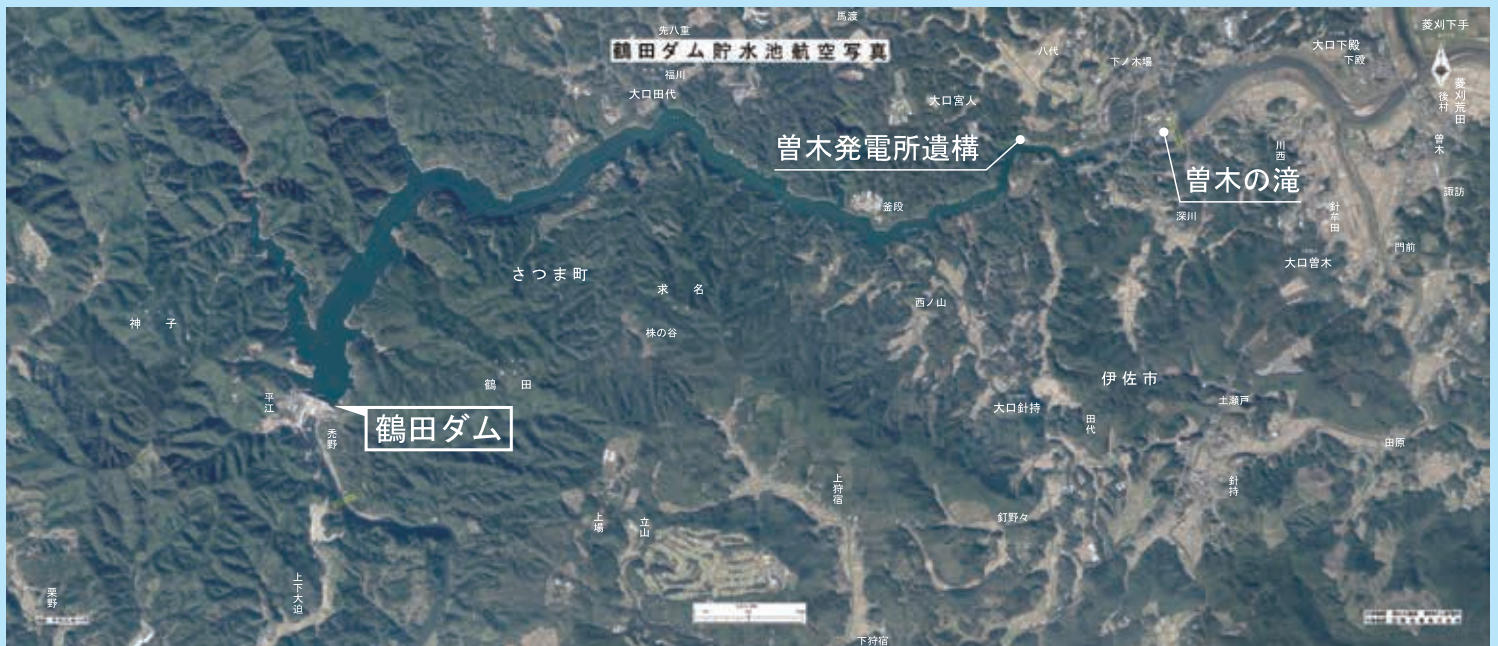 馬渡
先八重
鶴田ダム貯水池航空写真
福川
大口田代
八代
下ノ木場
大口下殿
下殿
菱刈下手
菱刈荒田
後村
大口宮人
曽木発電所遺構
曽木の滝
川西
曽木
諏訪
釜段
深川
針牟田
門前
大口曽木
さつま町
求名
西ノ山
神子
株の谷
鶴田
伊佐市
平江
大口針持
土瀬戸
鶴田ダム
禿野
田代
田原
上狩宿
針持
上場
立山
釘野々
上下大迫
栗野
下狩宿